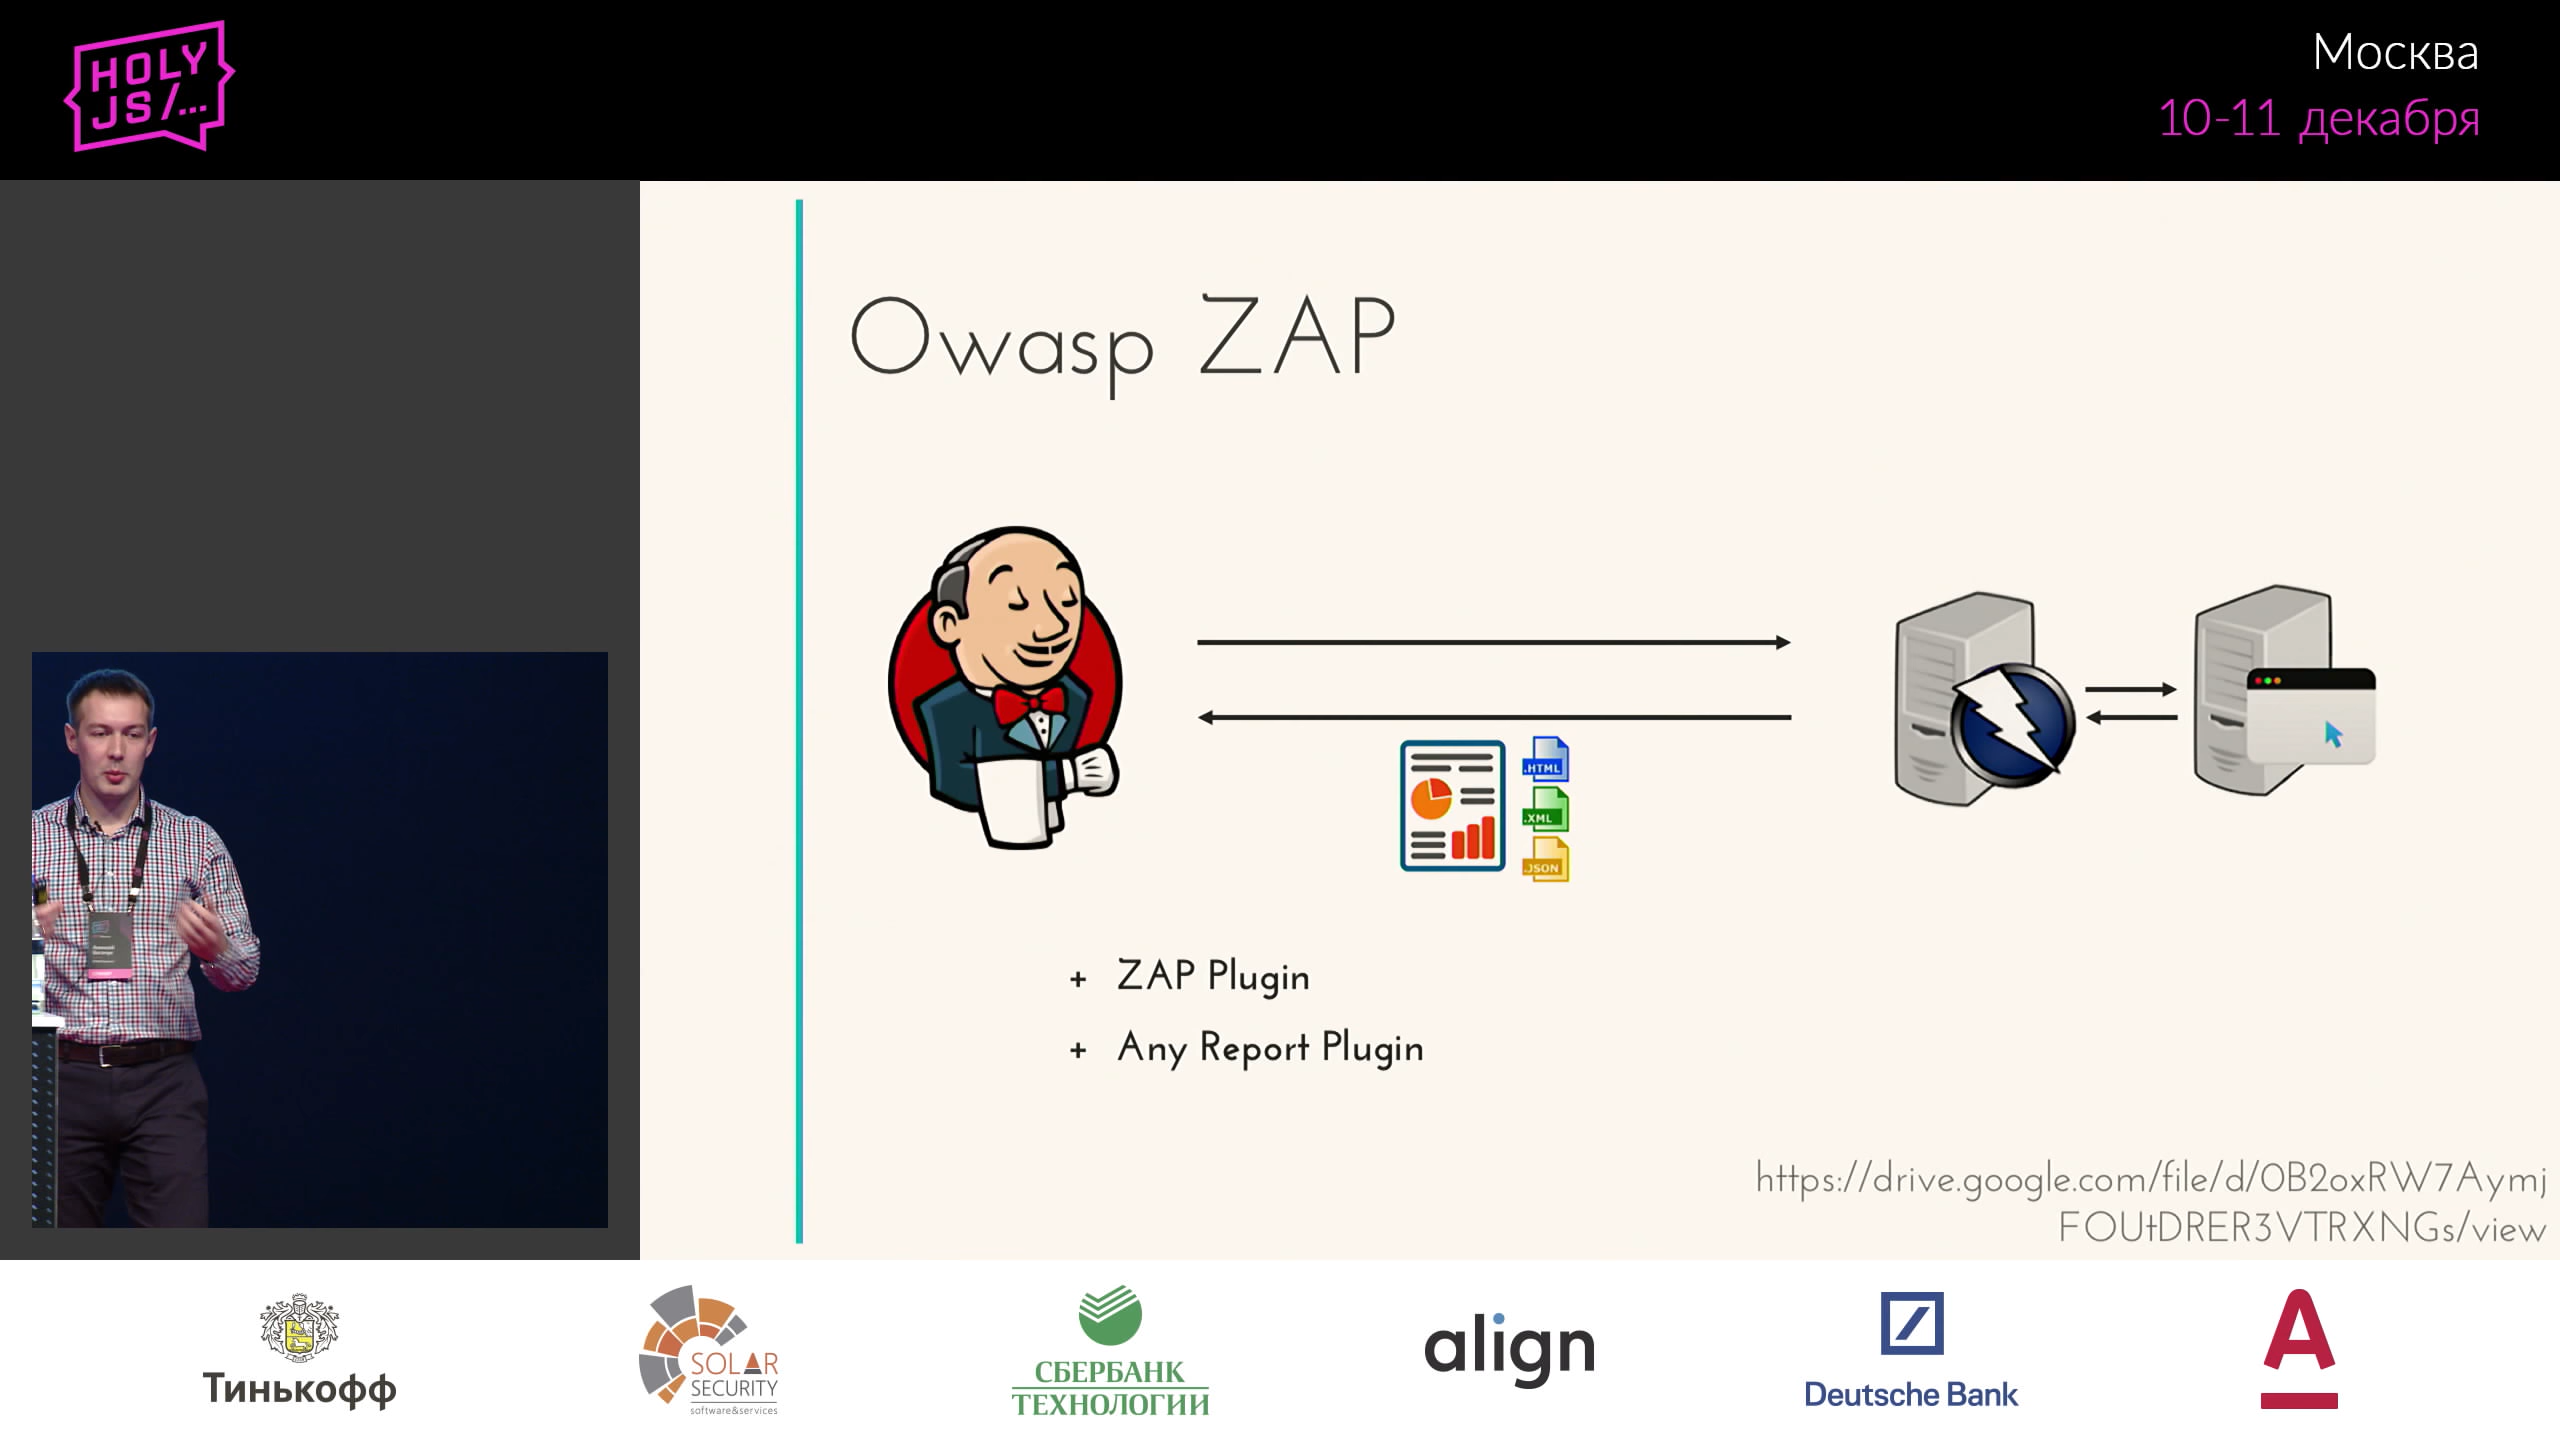 HOLY
JS/...
Москва
10-11 декабря
Owasp ZAP
.HTML
.XML
.JSON
+ ZAP Plugin
+ Any Report Plugin
https://drive.google.com/file/d/0B2oxRW7Aymj
FOUtDRER3VTRXNGs/view
Тинькофф
SOLAR
SECURITY
software&services
СБЕРБАНК
ТЕХНОЛОГИИ
align
Deutsche Bank
А